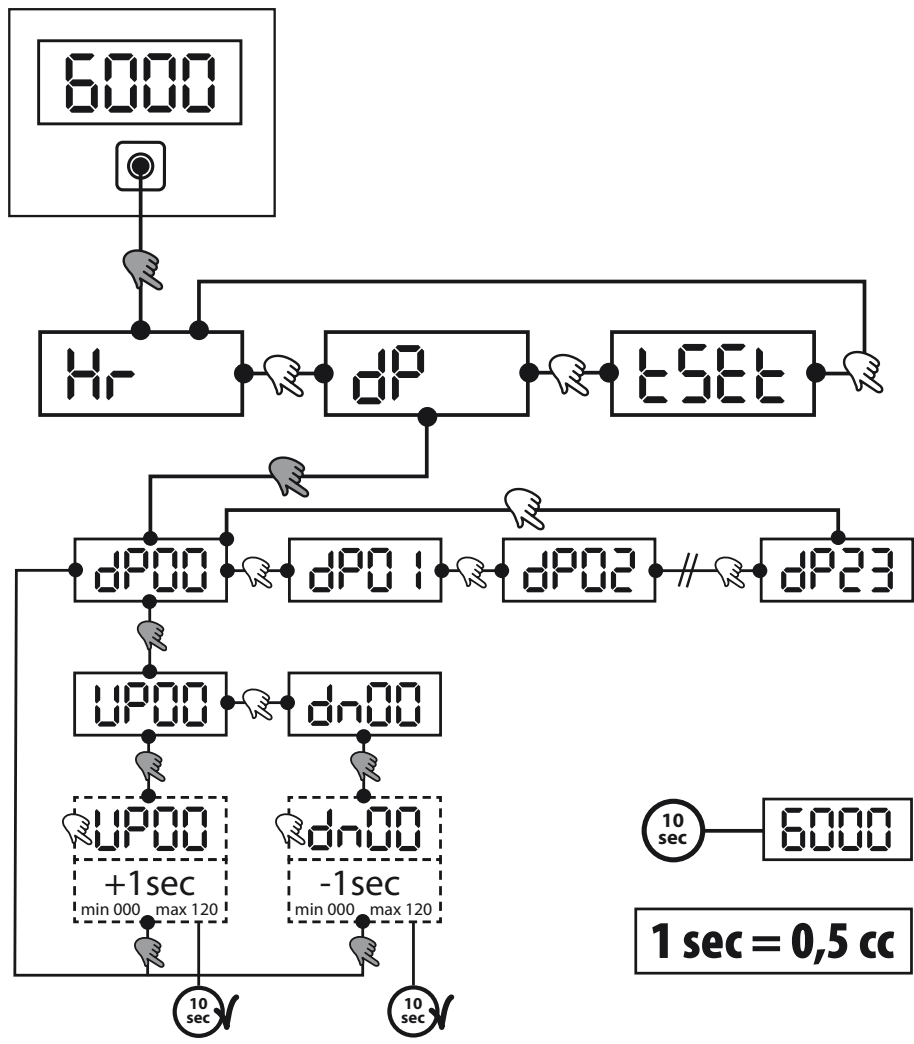 6000
Hr
dP
tSEt
dP00
dP01
dP02
dP23
UP00
dn00
UP00
dn00
+1sec
min 000 max 120
-1sec
min 000 max 120
10
sec
6000
1 sec = 0,5 cc
10
sec
10
sec